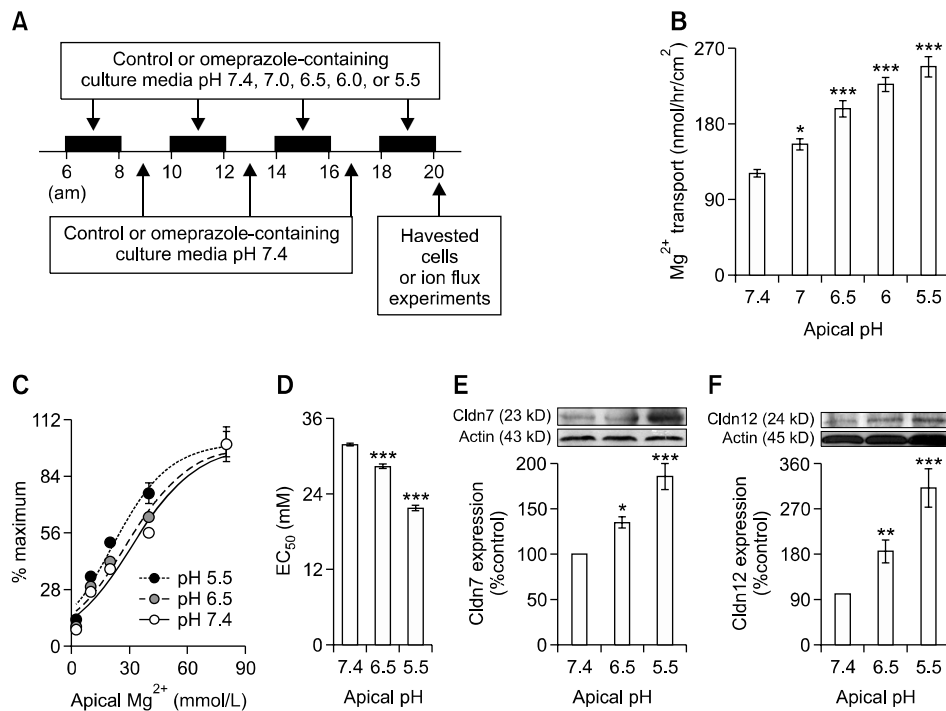 A
Control or omeprazole-containing
culture media pH 7.4, 7.0, 6.5, 6.0, or 5.5
6 8 10 12 14 16 18 20
(am)
Control or omeprazole-containing
culture media pH 7.4
Havested
cells
or ion flux
experiments
B
Mg2+ transport (nmol/hr/cm2)
270
180
90
0
* *** *** ***
7.4 7 6.5 6 5.5
Apical pH
C
% maximum
112
84
56
28
0
pH 5.5
pH 6.5
pH 7.4
0 30 60 90
Apical Mg2+ (mmol/L)
D
EC50 (mM)
36
24
12
0
*** ***
7.4 6.5 5.5
Apical pH
E
Cldn7 (23 kD)
Actin (43 kD)
Cldn7 expression
(%control)
200
150
100
50
0
* ***
7.4 6.5 5.5
Apical pH
F
Cldn12 (24 kD)
Actin (45 kD)
Cldn12 expression
(%control)
360
270
180
90
0
** ***
7.4 6.5 5.5
Apical pH